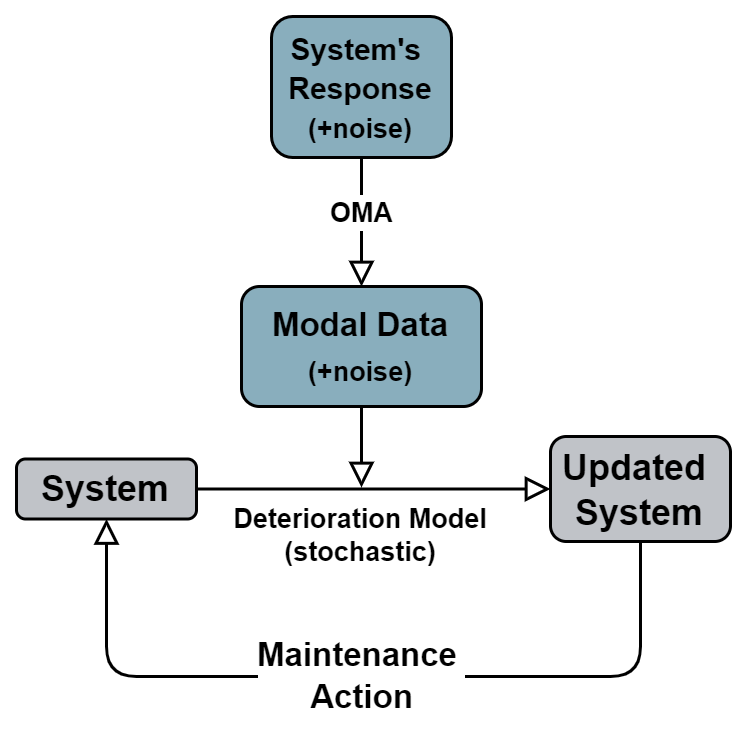 System's
Response
(+noise)
OMA
Modal Data
(+noise)
System
Updated
System
Deterioration Model
(stochastic)
Maintenance
Action